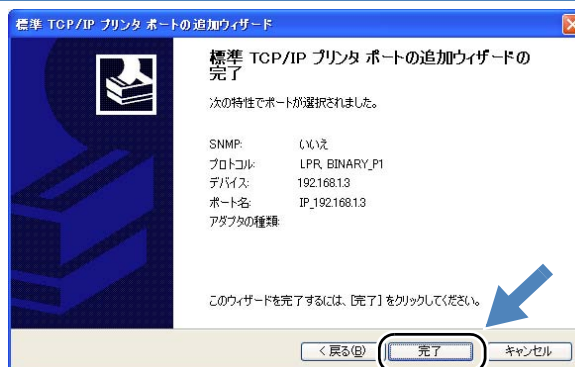 標準 TCP/IP プリンタ ポートの追加ウィザード
標準 TCP/IP プリンタ ポートの追加ウィザードの
完了
次の特性でポートが選択されました。
SNMP: いいえ
プロトコル: LPR, BINARY_P1
デバイス: 192.168.1.3
ポート名: IP_192.168.1.3
アダプタの種類:
このウィザードを完了するには、[完了] をクリックしてください。
< 戻る(B) 完了 キャンセル